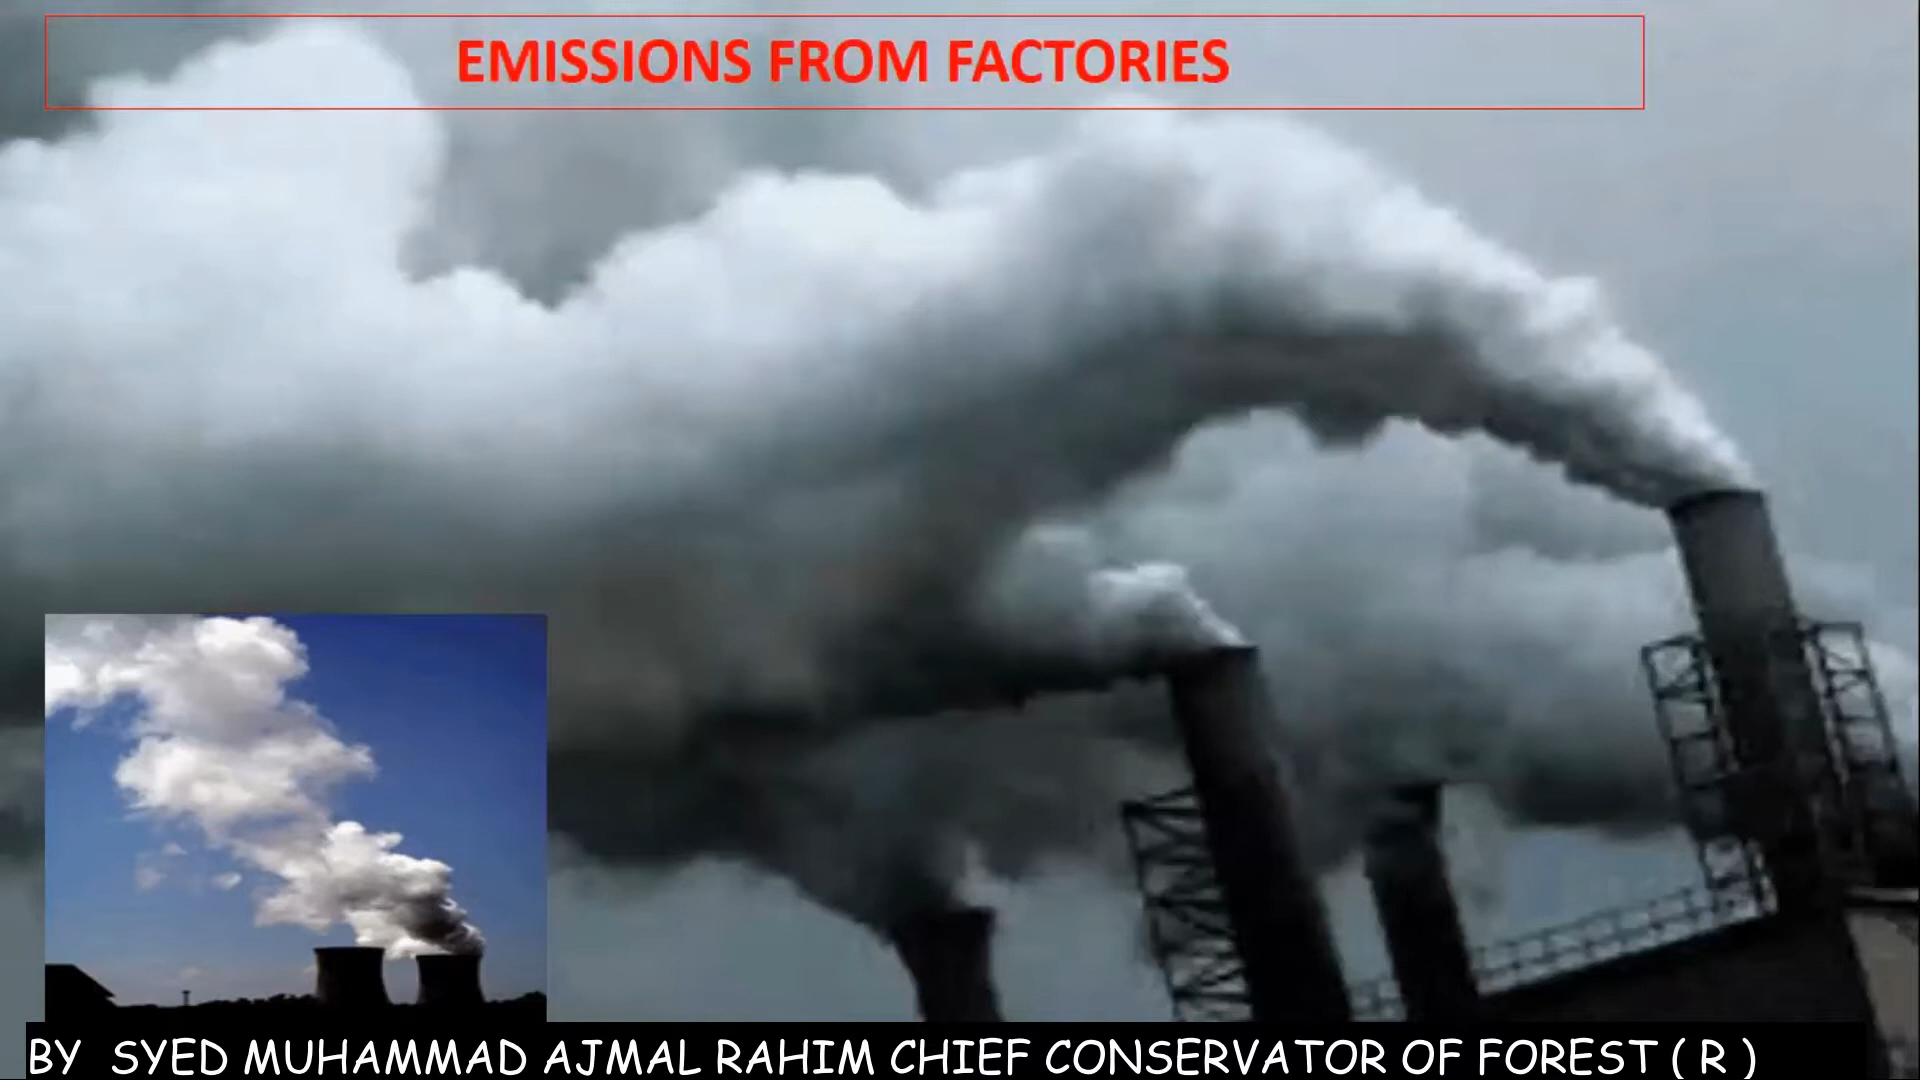 EMISSIONS FROM FACTORIES
BY SYED MUHAMMAD AJMAL RAHIM CHIEF CONSERVATOR OF FOREST ( R )